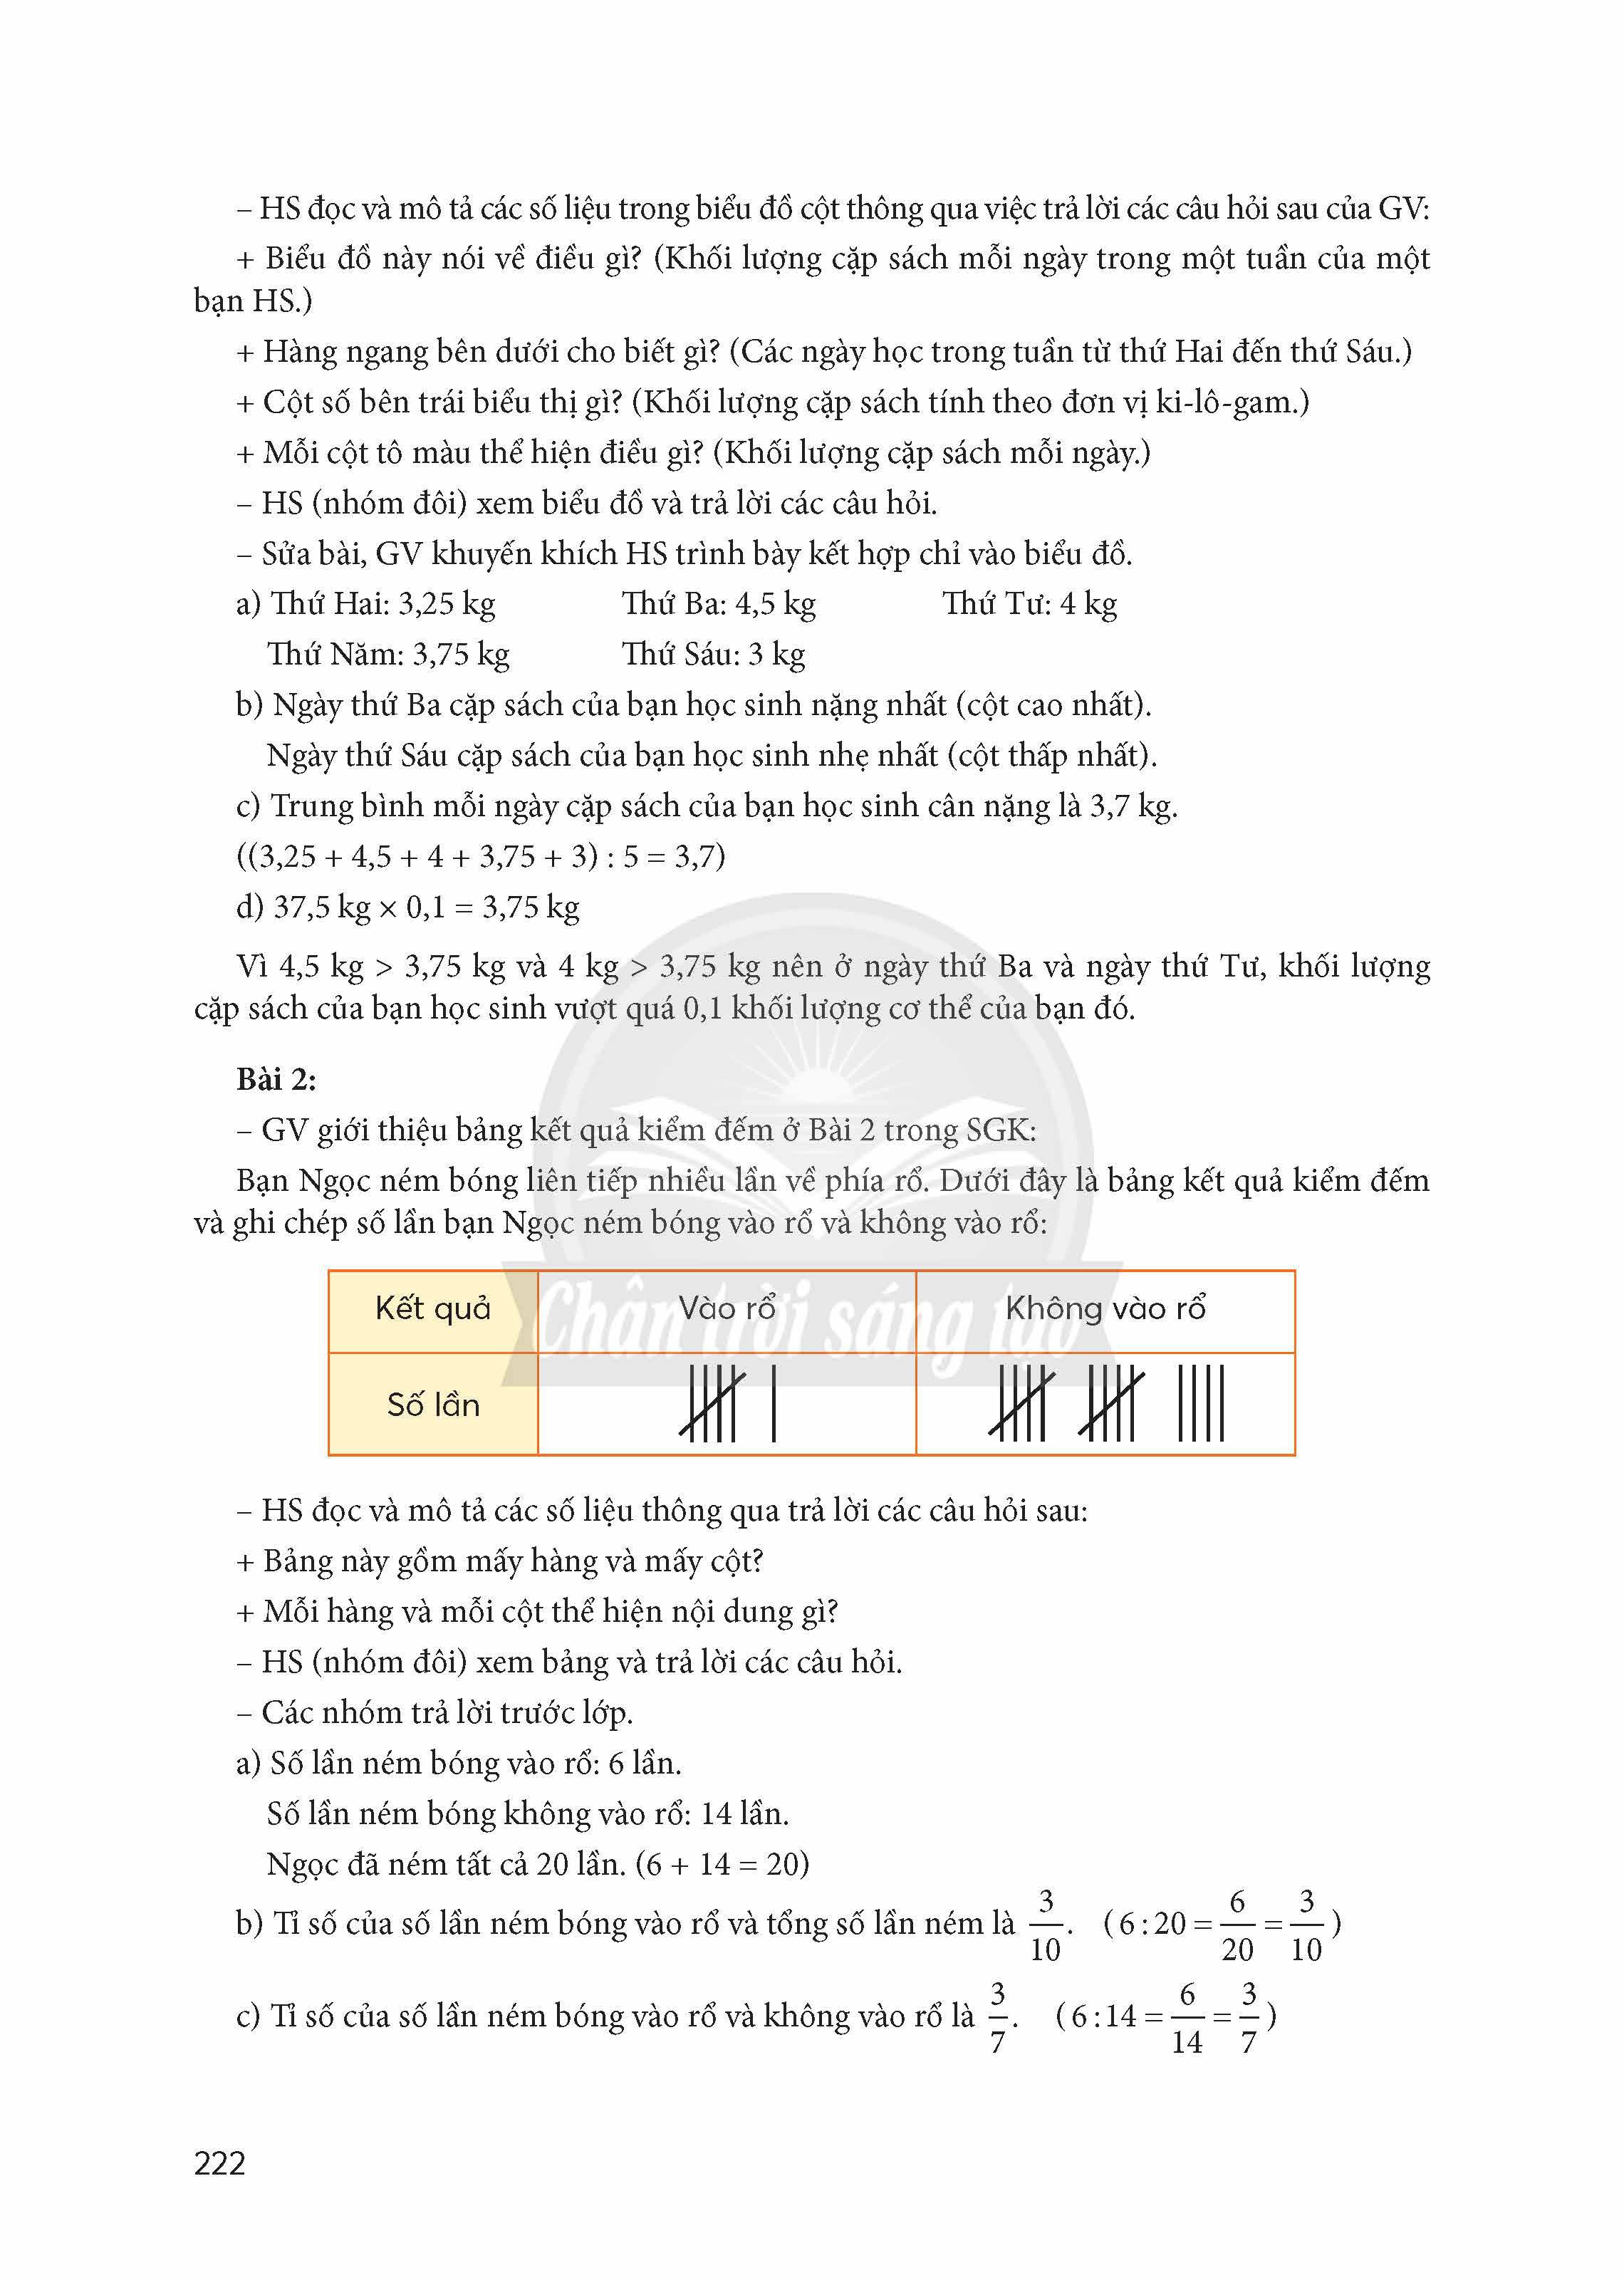 – HS đọc và mô tả các số liệu trong biểu đồ cột thông qua việc trả lời các câu hỏi sau của GV:
+ Biểu đồ này nói về điều gì? (Khối lượng cặp sách mỗi ngày trong một tuần của một
bạn HS.)
+ Hàng ngang bên dưới cho biết gì? (Các ngày học trong tuần từ thứ Hai đến thứ Sáu.)
+ Cột số bên trái biểu thị gì? (Khối lượng cặp sách tính theo đơn vị ki-lô-gam.)
+ Mỗi cột tô màu thể hiện điều gì? (Khối lượng cặp sách mỗi ngày.)
– HS (nhóm đôi) xem biểu đồ và trả lời các câu hỏi.
– Sửa bài, GV khuyến khích HS trình bày kết hợp chỉ vào biểu đồ.
a) Thứ Hai: 3,25 kg Thứ Ba: 4,5 kg Thứ Tư: 4 kg
Thứ Năm: 3,75 kg Thứ Sáu: 3 kg
b) Ngày thứ Ba cặp sách của bạn học sinh nặng nhất (cột cao nhất).
Ngày thứ Sáu cặp sách của bạn học sinh nhẹ nhất (cột thấp nhất).
c) Trung bình mỗi ngày cặp sách của bạn học sinh cân nặng là 3,7 kg.
((3,25 + 4,5 + 4 + 3,75 + 3) : 5 = 3,7)
d) 37,5 kg × 0,1 = 3,75 kg
Vì 4,5 kg > 3,75 kg và 4 kg > 3,75 kg nên ở ngày thứ Ba và ngày thứ Tư, khối lượng
cặp sách của bạn học sinh vượt quá 0,1 khối lượng cơ thể của bạn đó.
Bài 2:
– GV giới thiệu bảng kết quả kiểm đếm ở Bài 2 trong SGK:
Bạn Ngọc ném bóng liên tiếp nhiều lần về phía rổ. Dưới đây là bảng kết quả kiểm đếm
và ghi chép số lần bạn Ngọc ném bóng vào rổ và không vào rổ:
Kết quả Vào rổ Không vào rổ
Chân trời sáng tạo
Số lần
– HS đọc và mô tả các số liệu thông qua trả lời các câu hỏi sau:
+ Bảng này gồm mấy hàng và mấy cột?
+ Mỗi hàng và mỗi cột thể hiện nội dung gì?
– HS (nhóm đôi) xem bảng và trả lời các câu hỏi.
– Các nhóm trả lời trước lớp.
a) Số lần ném bóng vào rổ: 6 lần.
Số lần ném bóng không vào rổ: 14 lần.
Ngọc đã ném tất cả 20 lần. (6 + 14 = 20)
b) Tỉ số của số lần ném bóng vào rổ và tổng số lần ném là 3/10. (6 : 20 = 6/20 = 3/10)
c) Tỉ số của số lần ném bóng vào rổ và không vào rổ là 3/7. (6 : 14 = 6/14 = 3/7)
222